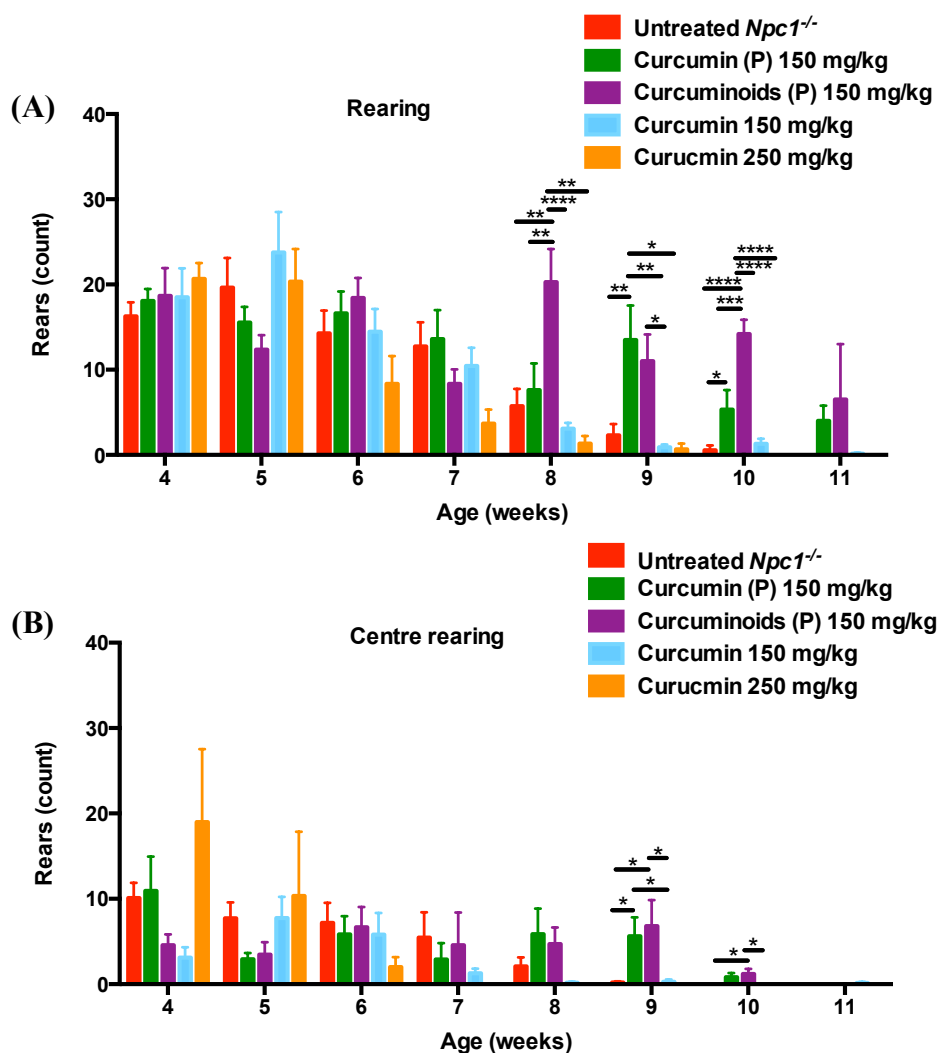 Untreated Npc1-/-
Curcumin (P) 150 mg/kg
Curcuminoids (P) 150 mg/kg
Curcumin 150 mg/kg
Curucmin 250 mg/kg
(A)
Rearing
40
30
20
10
0
Rears (count)
** ** **** **
** * ** *
* **** *** **** ****
4 5 6 7 8 9 10 11
Age (weeks)
Untreated Npc1-/-
Curcumin (P) 150 mg/kg
Curcuminoids (P) 150 mg/kg
Curcumin 150 mg/kg
Curucmin 250 mg/kg
(B)
Centre rearing
40
30
20
10
0
Rears (count)
* * * *
* *
4 5 6 7 8 9 10 11
Age (weeks)